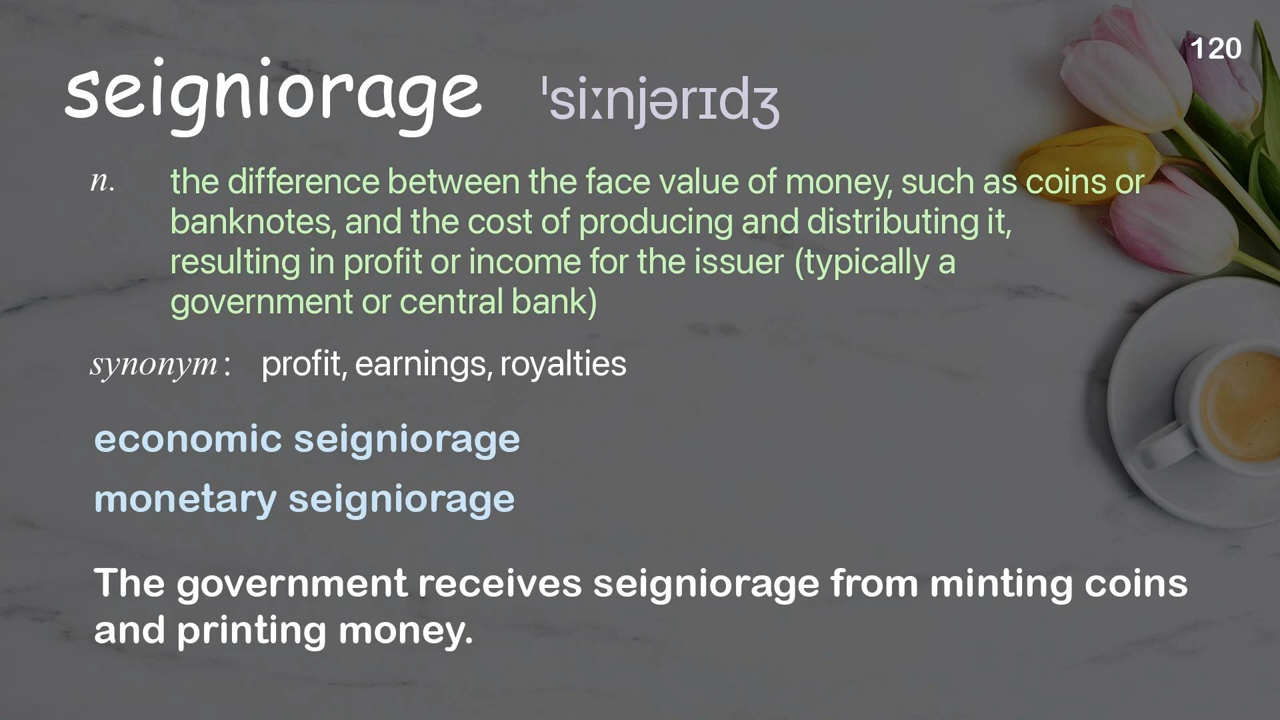 120
seigniorage ˈsiːnjərɪdʒ
n. the difference between the face value of money, such as coins or
banknotes, and the cost of producing and distributing it,
resulting in profit or income for the issuer (typically a
government or central bank)
synonym: profit, earnings, royalties
economic seigniorage
monetary seigniorage
The government receives seigniorage from minting coins
and printing money.